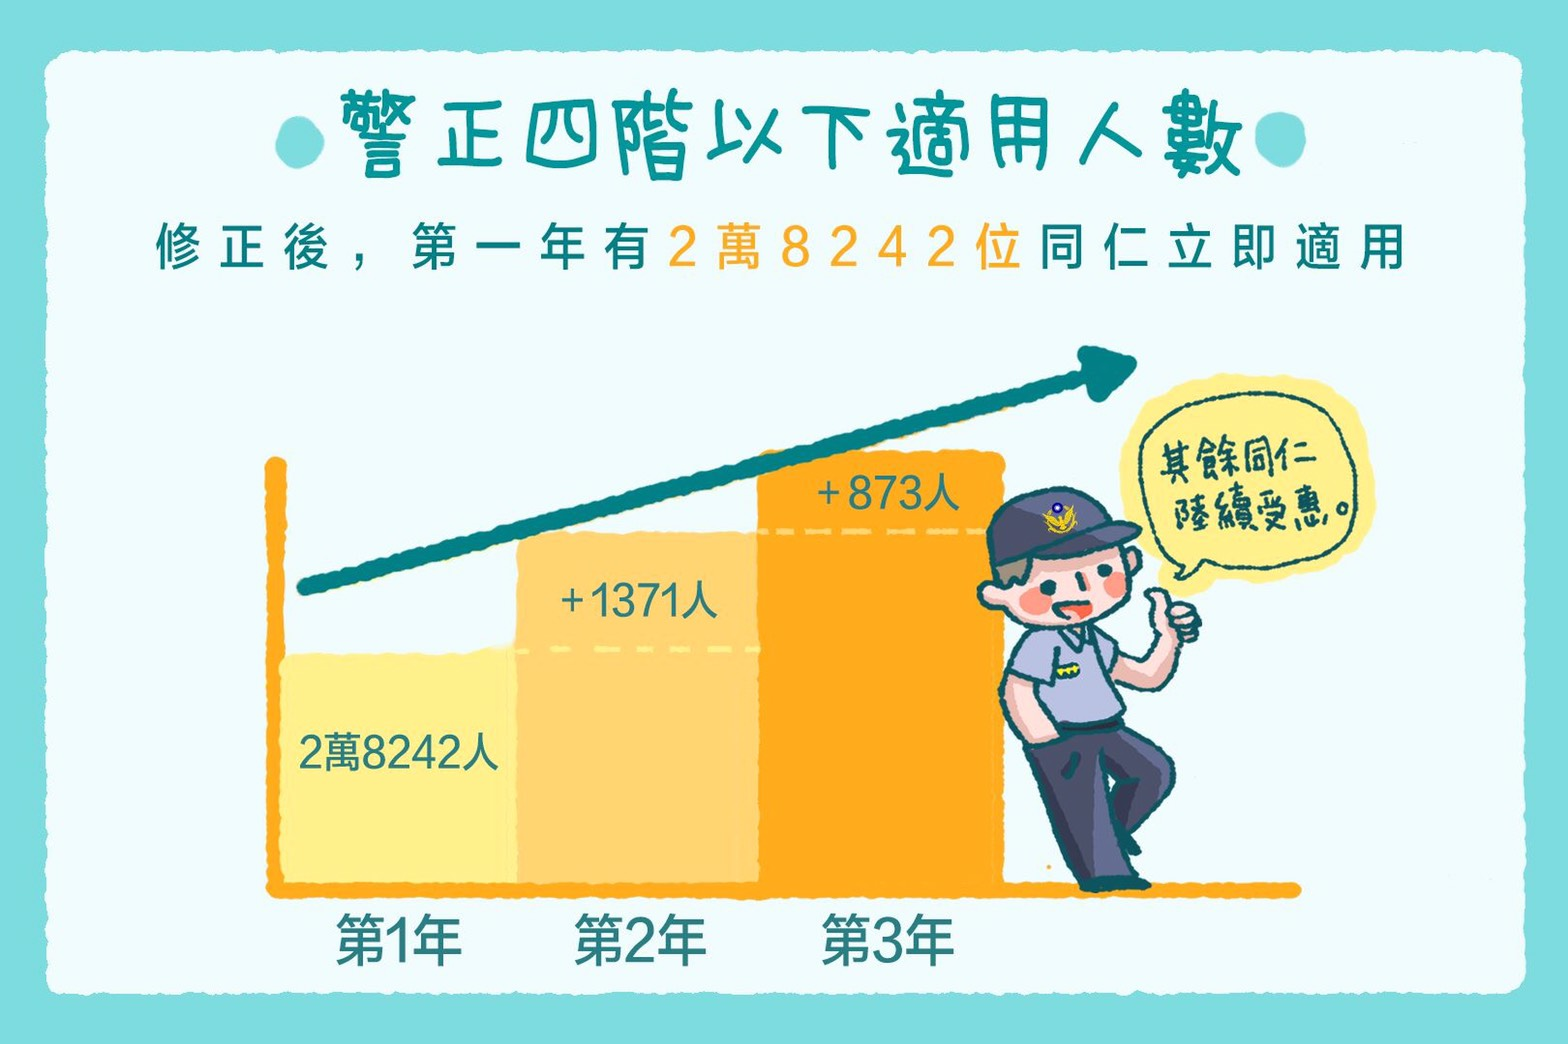 警正四階以下適用人數
修正後，第一年有2萬8242位同仁立即適用
其餘同仁
陸續受惠。
+873人
+1371人
2萬8242人
第1年
第2年
第3年